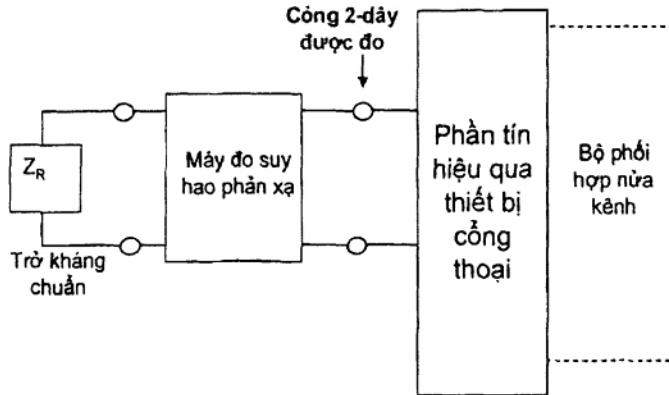 Cỏng 2-dây
được đo
Z_R
Máy đo suy
hao phản xạ
Trở kháng
chuẩn
Phần tín
hiệu qua
thiết bị
cổng
thoại
Bộ phối
hợp nửa
kênh